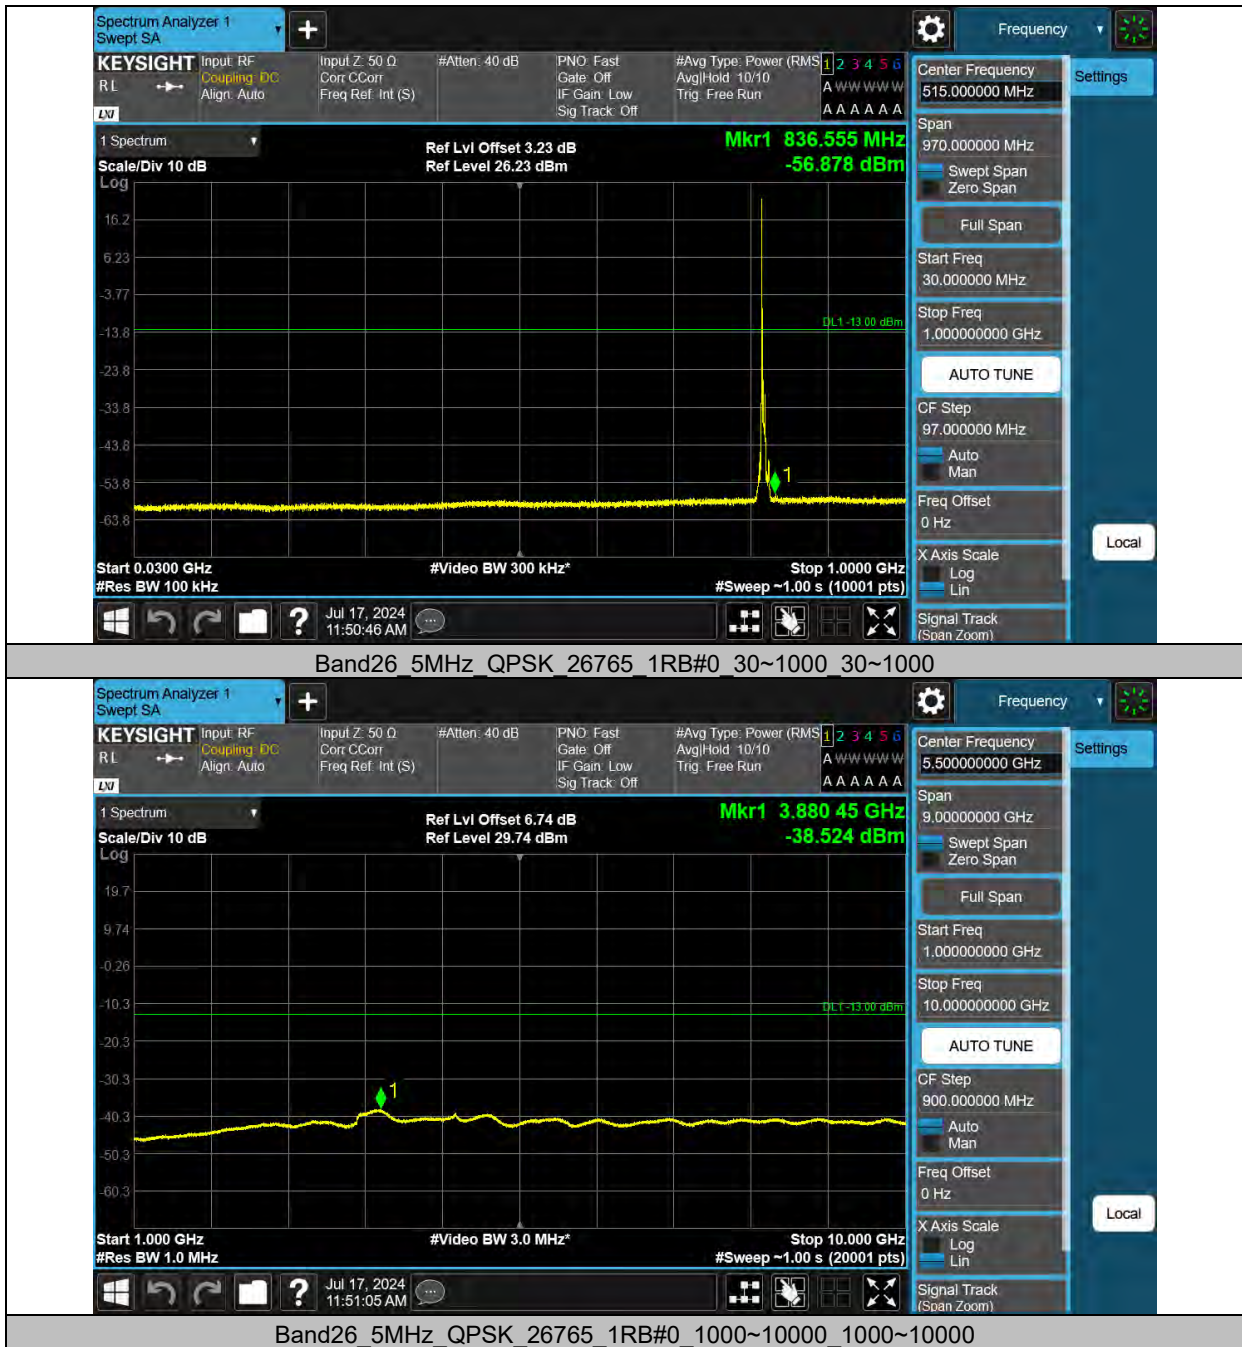 Spectrum Analyzer 1
Swept SA
+
Frequency
KEYSIGHT
Input: RF
Coupling: DC
Align: Auto
R L
LXI
Input Z: 50 Ω
Corr CCorr
Freq Ref: Int (S)
#Atten: 40 dB
PNO: Fast
Gate: Off
IF Gain: Low
Sig Track: Off
#Avg Type: Power (RMS
Avg|Hold: 10/10
Trig: Free Run
1 2 3 4 5 6
A W W W W W
A A A A A A
1 Spectrum
Scale/Div 10 dB
Log
Ref Lvl Offset 3.23 dB
Ref Level 26.23 dBm
Mkr1 836.555 MHz
-56.878 dBm
16.2
6.23
-3.77
-13.8
-23.8
-33.8
-43.8
-53.8
-63.8
DL1 -13.00 dBm
1
Start 0.0300 GHz
#Res BW 100 kHz
#Video BW 300 kHz*
Stop 1.0000 GHz
#Sweep ~1.00 s (10001 pts)
Jul 17, 2024
11:50:46 AM
Center Frequency
515.000000 MHz
Settings
Span
970.000000 MHz
Swept Span
Zero Span
Full Span
Start Freq
30.000000 MHz
Stop Freq
1.000000000 GHz
AUTO TUNE
CF Step
97.000000 MHz
Auto
Man
Freq Offset
0 Hz
X Axis Scale
Log
Lin
Local
Signal Track
(Span Zoom)
Band26_5MHz_QPSK_26765_1RB#0_30~1000_30~1000
Spectrum Analyzer 1
Swept SA
+
Frequency
KEYSIGHT
Input: RF
Coupling: DC
Align: Auto
R L
LXI
Input Z: 50 Ω
Corr CCorr
Freq Ref: Int (S)
#Atten: 40 dB
PNO: Fast
Gate: Off
IF Gain: Low
Sig Track: Off
#Avg Type: Power (RMS
Avg|Hold: 10/10
Trig: Free Run
1 2 3 4 5 6
A W W W W W
A A A A A A
1 Spectrum
Scale/Div 10 dB
Log
Ref Lvl Offset 6.74 dB
Ref Level 29.74 dBm
Mkr1 3.880 45 GHz
-38.524 dBm
19.7
9.74
-0.26
-10.3
-20.3
-30.3
-40.3
-50.3
-60.3
DL1 -13.00 dBm
1
Start 1.000 GHz
#Res BW 1.0 MHz
#Video BW 3.0 MHz*
Stop 10.000 GHz
#Sweep ~1.00 s (20001 pts)
Jul 17, 2024
11:51:05 AM
Center Frequency
5.500000000 GHz
Settings
Span
9.00000000 GHz
Swept Span
Zero Span
Full Span
Start Freq
1.000000000 GHz
Stop Freq
10.000000000 GHz
AUTO TUNE
CF Step
900.000000 MHz
Auto
Man
Freq Offset
0 Hz
X Axis Scale
Log
Lin
Local
Signal Track
(Span Zoom)
Band26_5MHz_QPSK_26765_1RB#0_1000~10000_1000~10000